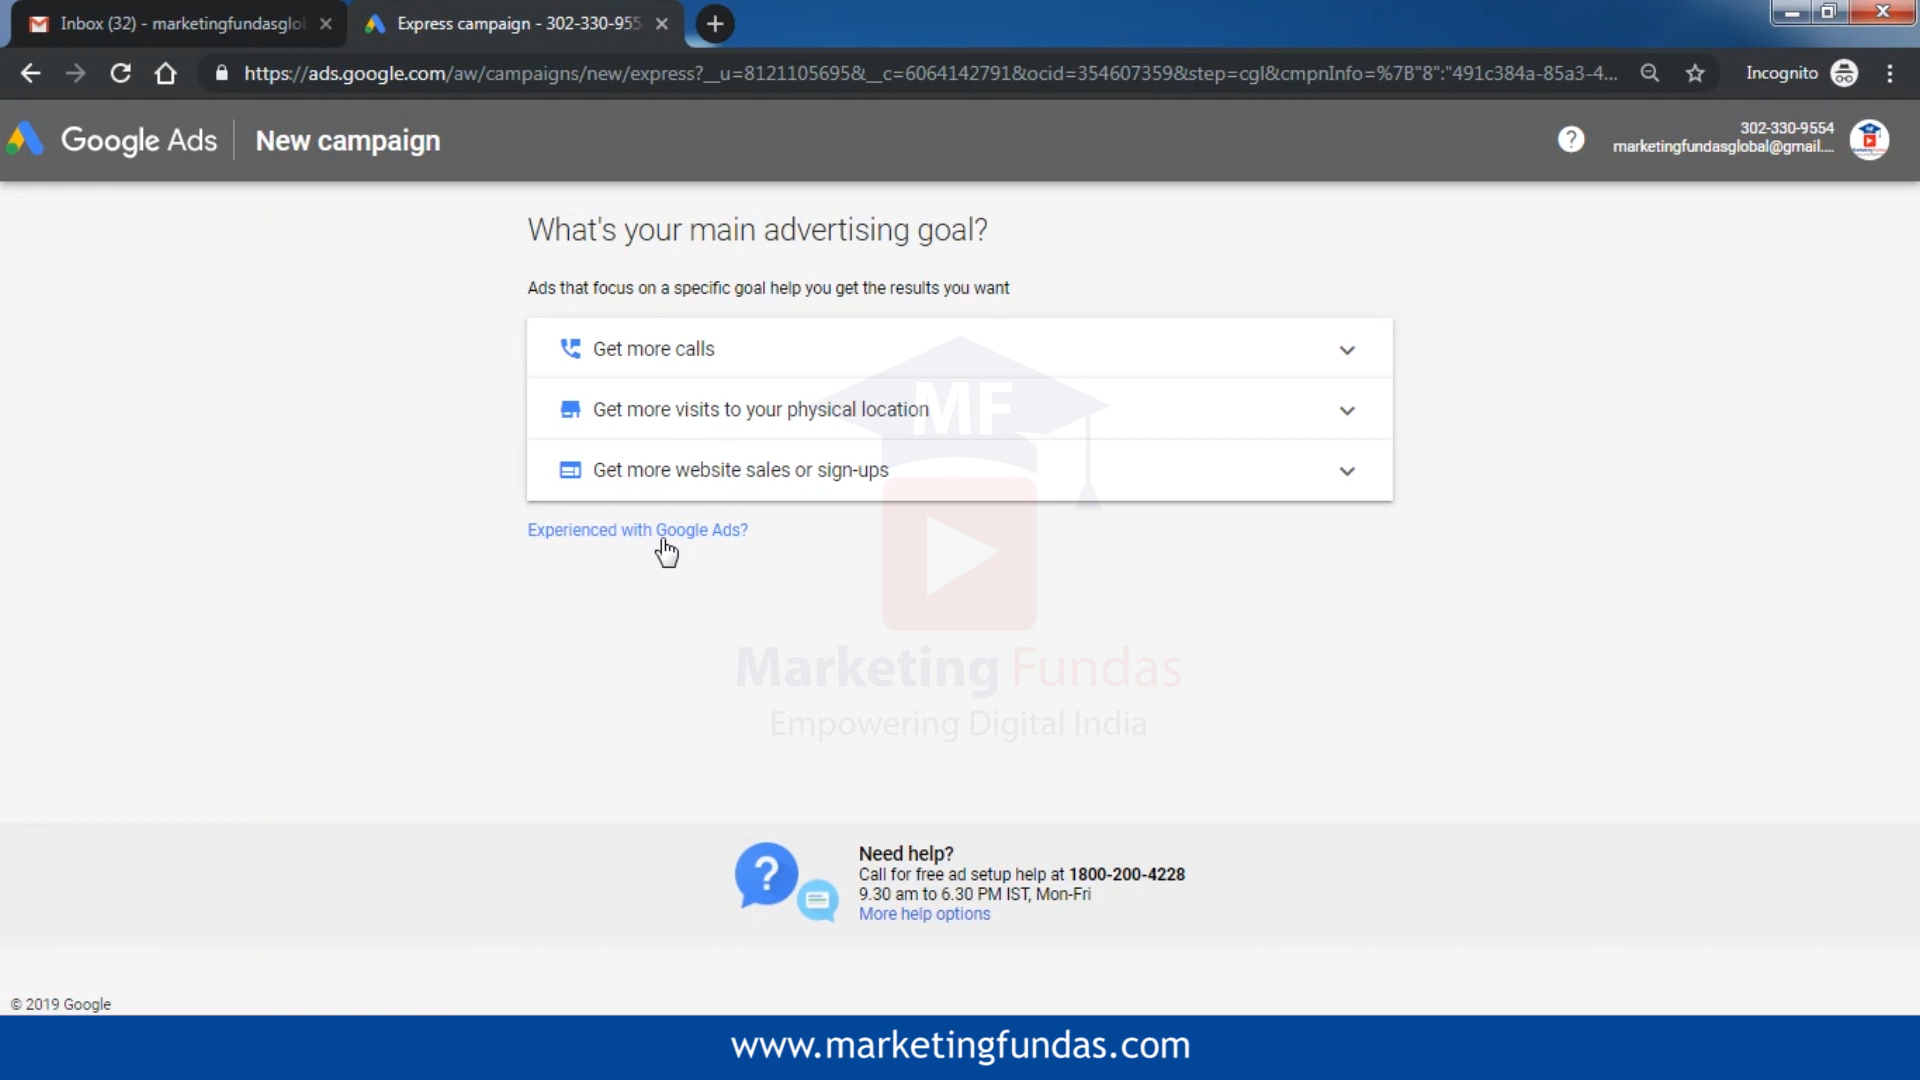 Inbox (32) - marketingfundasglo
Express campaign - 302-330-955
https://ads.google.com/aw/campaigns/new/express?__u=8121105695&__c=6064142791&ocid=354607359&step=cgl&cmpnInfo=%7B"8":"491c384a-85a3-4...
Incognito
Google Ads
New campaign
?
302-330-9554
marketingfundasglobal@gmail....
What's your main advertising goal?
Ads that focus on a specific goal help you get the results you want
Get more calls
Get more visits to your physical location
Get more website sales or sign-ups
Experienced with Google Ads?
MF
Marketing Fundas
Empowering Digital India
?
Need help?
Call for free ad setup help at 1800-200-4228
9.30 am to 6.30 PM IST, Mon-Fri
More help options
© 2019 Google
www.marketingfundas.com